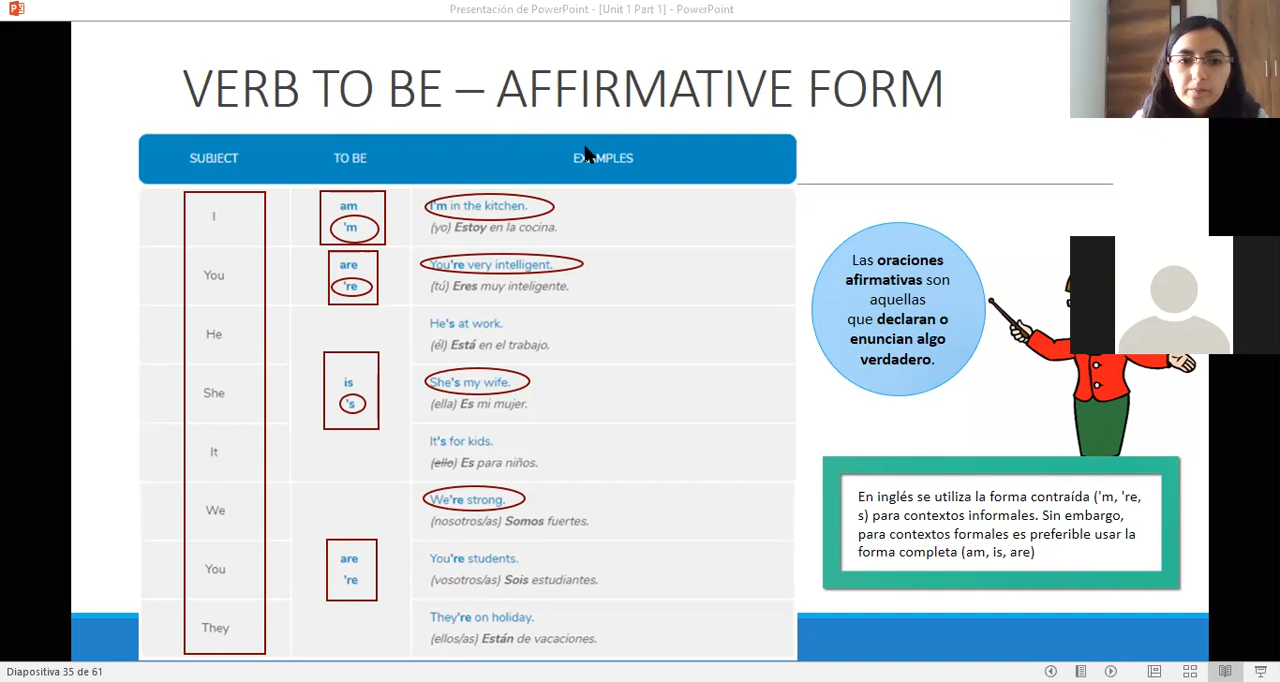 Presentación de PowerPoint - [Unit 1 Part 1] - PowerPoint
VERB TO BE – AFFIRMATIVE FORM
SUBJECT TO BE EXAMPLES
I am I'm in the kitchen.
'm (yo) Estoy en la cocina.
You are You're very intelligent.
're (tú) Eres muy inteligente.
He He's at work.
(él) Está en el trabajo.
She is She's my wife.
's (ella) Es mi mujer.
It It's for kids.
(ello) Es para niños.
We We're strong.
(nosotros/as) Somos fuertes.
You are You're students.
're (vosotros/as) Sois estudiantes.
They They're on holiday.
(ellos/as) Están de vacaciones.
Las oraciones
afirmativas son
aquellas
que declaran o
enuncian algo
verdadero.
En inglés se utiliza la forma contraída ('m, 're,
s) para contextos informales. Sin embargo,
para contextos formales es preferible usar la
forma completa (am, is, are)
Diapositiva 35 de 61